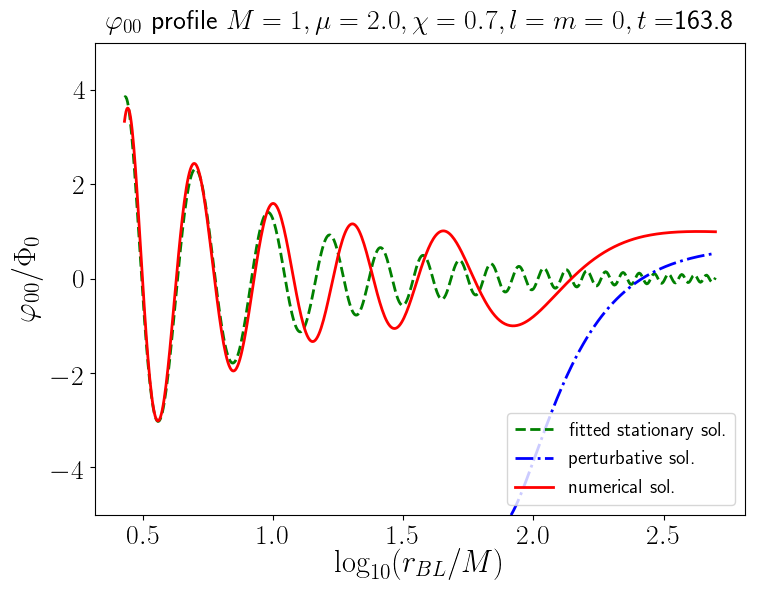 φ₀₀ profile M = 1, μ = 2.0, χ = 0.7, l = m = 0, t =163.8
φ₀₀/Φ₀
4
2
0
−2
−4
fitted stationary sol.
perturbative sol.
numerical sol.
0.5 1.0 1.5 2.0 2.5
log₁₀(r_BL/M)